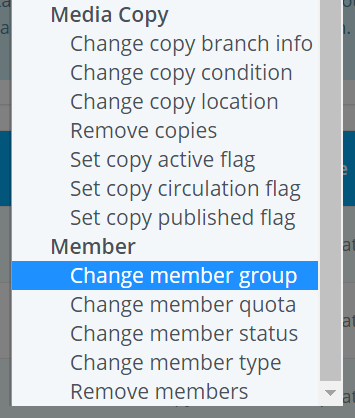 Media Copy
Change copy branch info
Change copy condition
Change copy location
Remove copies
Set copy active flag
Set copy circulation flag
Set copy published flag
Member
Change member group
Change member quota
Change member status
Change member type
Remove members